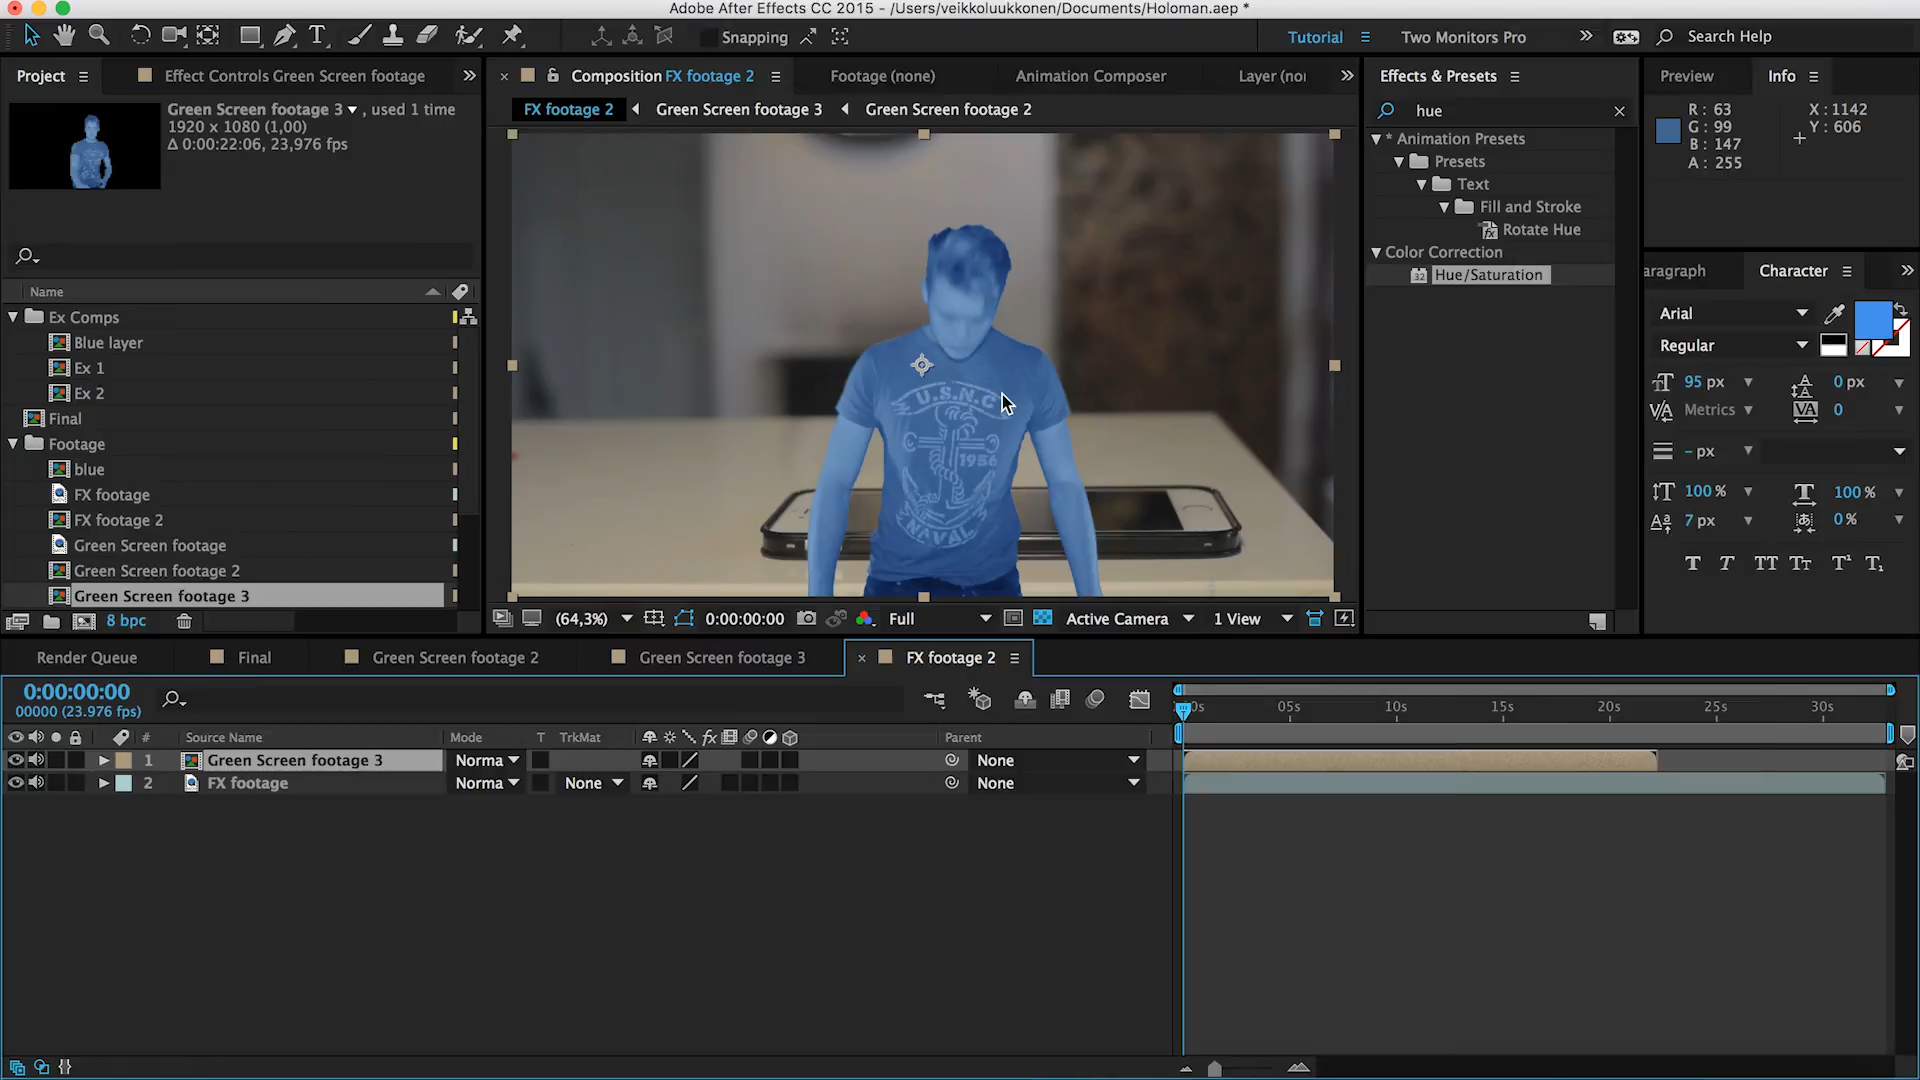 Adobe After Effects CC 2015 - /Users/veikkoluukkonen/Documents/Holoman.aep *
Snapping
Tutorial
Two Monitors Pro
Search Help
Project
Effect Controls Green Screen footage
Composition FX footage 2
Footage (none)
Animation Composer
Layer (noi
Effects & Presets
Preview
Info
Green Screen footage 3 , used 1 time
1920 x 1080 (1,00)
Δ 0:00:22:06, 23,976 fps
FX footage 2
Green Screen footage 3
Green Screen footage 2
hue
* Animation Presets
Presets
Text
Fill and Stroke
Rotate Hue
Color Correction
32
Hue/Saturation
R : 63
G : 99
B : 147
A : 255
X : 1142
Y : 606
aragraph
Character
Arial
Regular
95 px
0 px
Metrics
0
- px
100 %
100 %
7 px
0 %
Name
Ex Comps
Blue layer
Ex 1
Ex 2
Final
Footage
blue
FX footage
FX footage 2
Green Screen footage
Green Screen footage 2
Green Screen footage 3
8 bpc
U.S.N.C
1956
NAVAL
(64,3%)
0:00:00:00
Full
Active Camera
1 View
Render Queue
Final
Green Screen footage 2
Green Screen footage 3
FX footage 2
0:00:00:00
00000 (23.976 fps)
05s
10s
15s
20s
25s
30s
#
Source Name
Mode
T
TrkMat
fx
Parent
1
Green Screen footage 3
Norma
None
2
FX footage
Norma
None
None